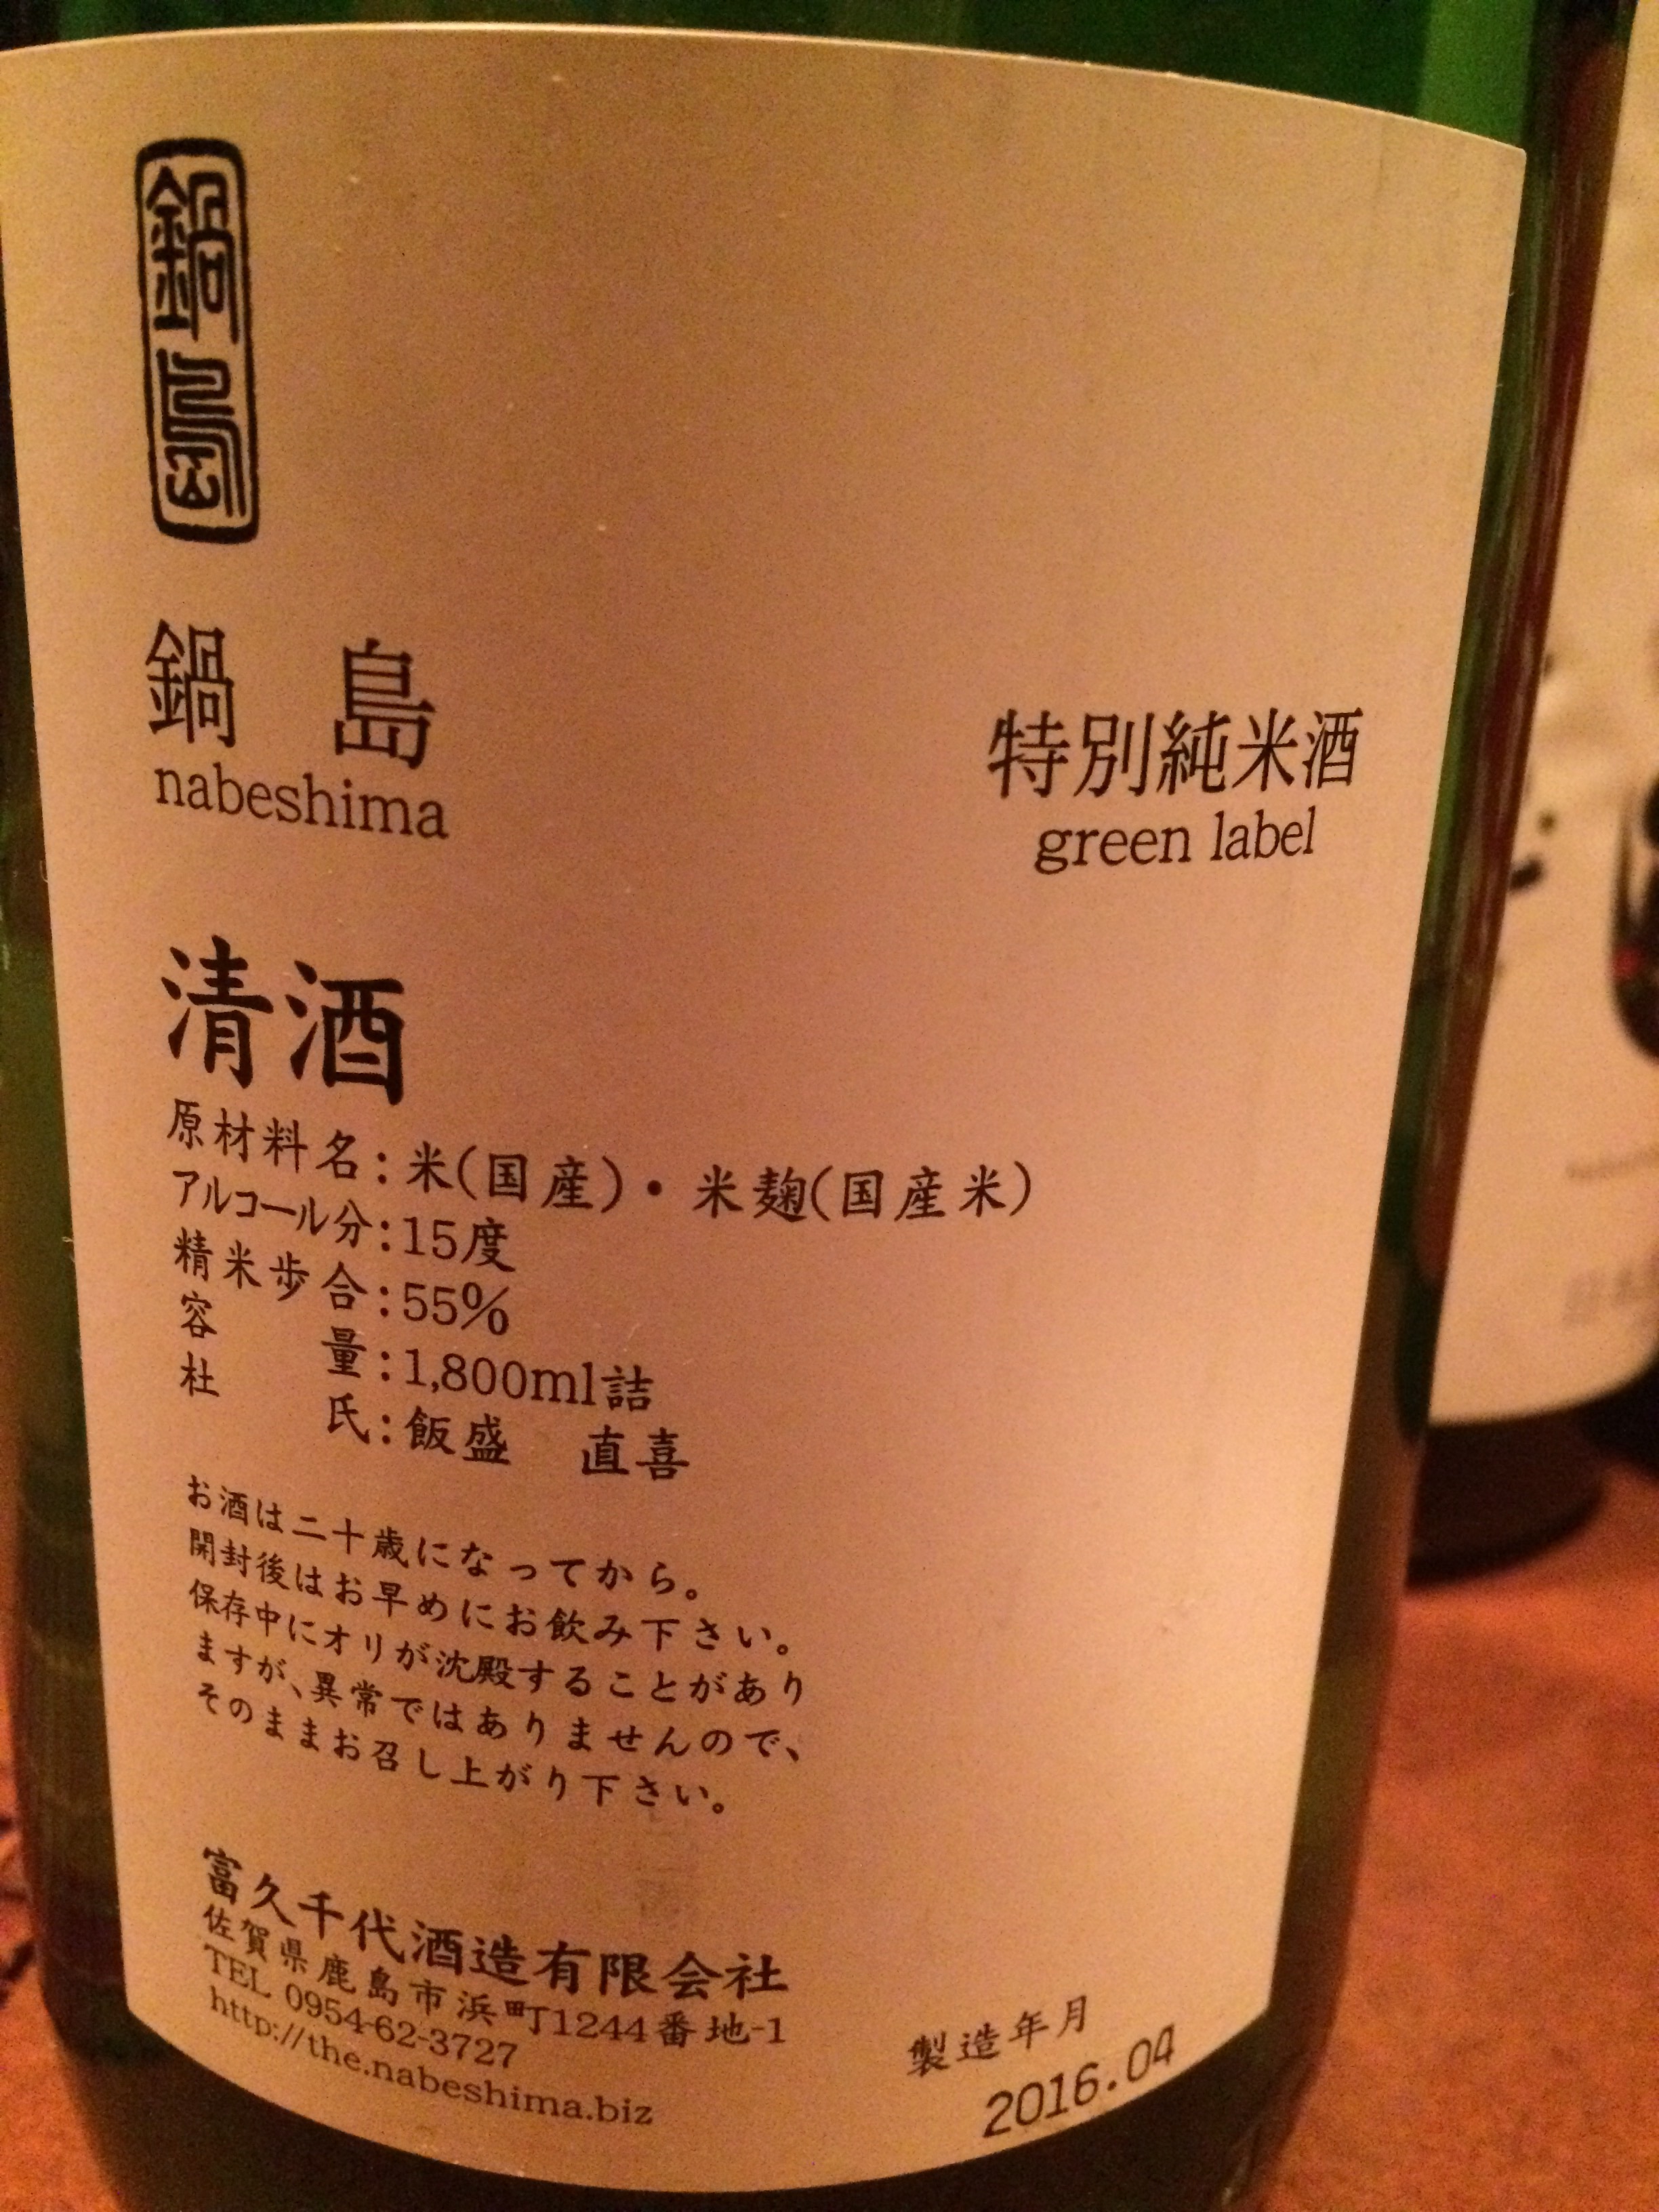 鍋島
鍋島
nabeshima
特別純米酒
green label
清酒
原材料名:米(国産)・米麹(国産米)
アルコール分:15度
精米歩合:55%
容量:1,800ml詰
杜氏:飯盛 直喜
お酒は二十歳になってから。
開封後はお早めにお飲み下さい。
保存中にオリが沈殿することがあり
ますが、異常ではありませんので、
そのままお召し上がり下さい。
富久千代酒造有限会社
佐賀県鹿島市浜町1244番地-1
TEL 0954-62-3727
http://the.nabeshima.biz
製造年月
2016.04